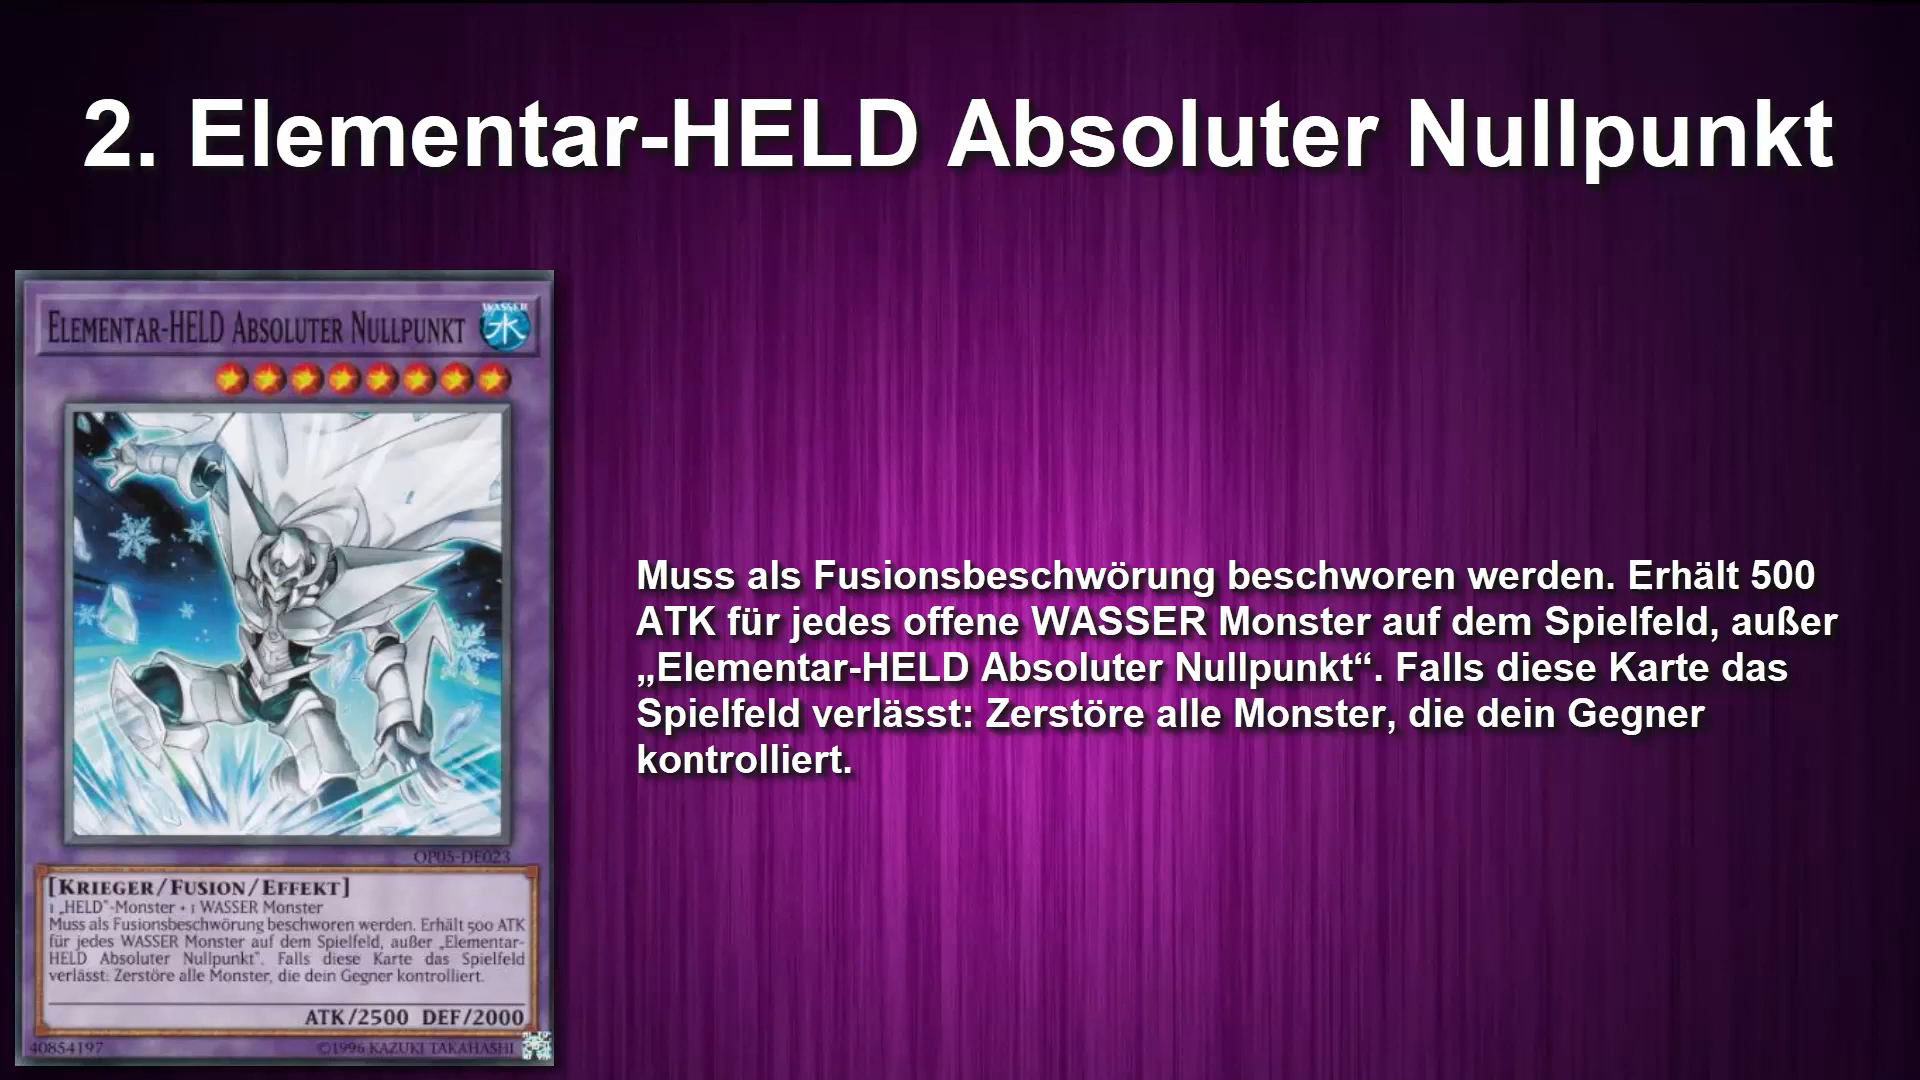 2. Elementar-HELD Absoluter Nullpunkt
ELEMENTAR-HELD ABSOLUTER NULLPUNKT
WASSER
水
Muss als Fusionsbeschwörung beschworen werden. Erhält 500
ATK für jedes offene WASSER Monster auf dem Spielfeld, außer
„Elementar-HELD Absoluter Nullpunkt“. Falls diese Karte das
Spielfeld verlässt: Zerstöre alle Monster, die dein Gegner
kontrolliert.
OP05-DE023
[KRIEGER/FUSION/EFFEKT]
1 „HELD“-Monster + 1 WASSER Monster
Muss als Fusionsbeschwörung beschworen werden. Erhält 500 ATK
für jedes WASSER Monster auf dem Spielfeld, außer „Elementar-
HELD Absoluter Nullpunkt“. Falls diese Karte das Spielfeld
verlässt: Zerstöre alle Monster, die dein Gegner kontrolliert.
ATK/2500 DEF/2000
40854197
©1996 KAZUKI TAKAHASHI